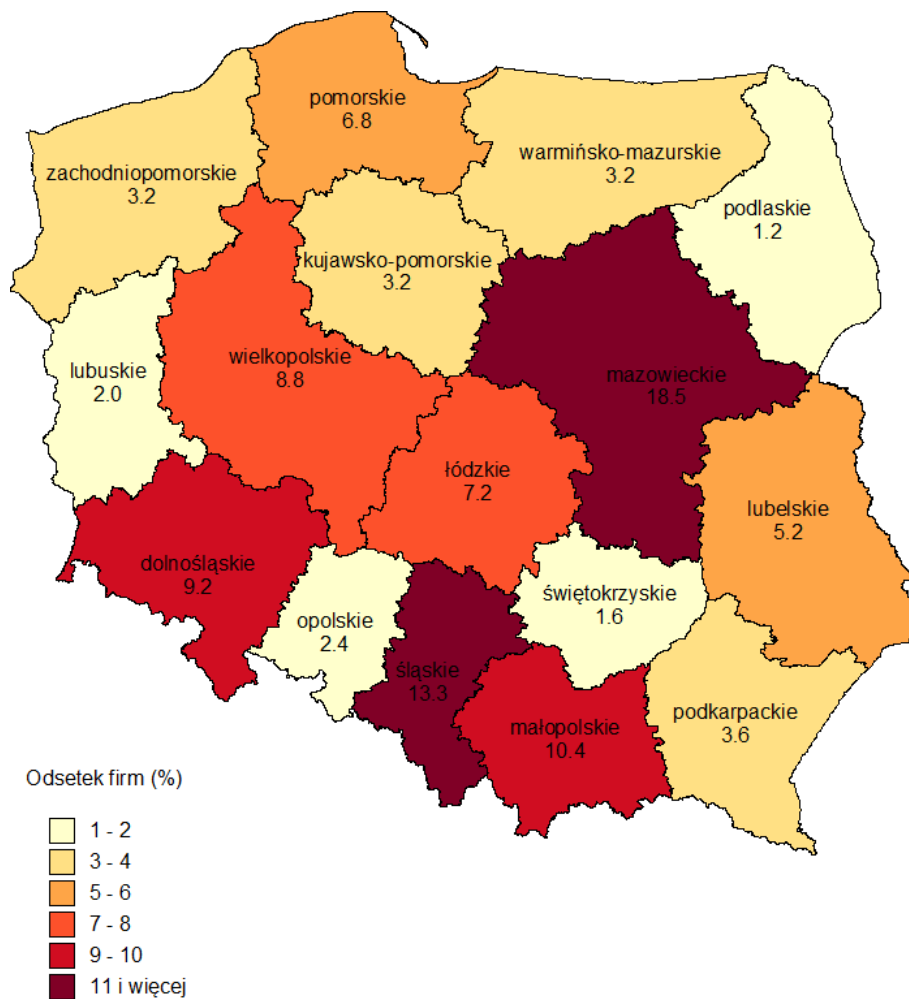 pomorskie
6.8
warmińsko-mazurskie
3.2
zachodniopomorskie
3.2
podlaskie
1.2
kujawsko-pomorskie
3.2
wielkopolskie
8.8
lubuskie
2.0
mazowieckie
18.5
łódzkie
7.2
lubelskie
5.2
dolnośląskie
9.2
świętokrzyskie
1.6
opolskie
2.4
śląskie
13.3
podkarpackie
3.6
małopolskie
10.4
Odsetek firm (%)
1 - 2
3 - 4
5 - 6
7 - 8
9 - 10
11 i więcej